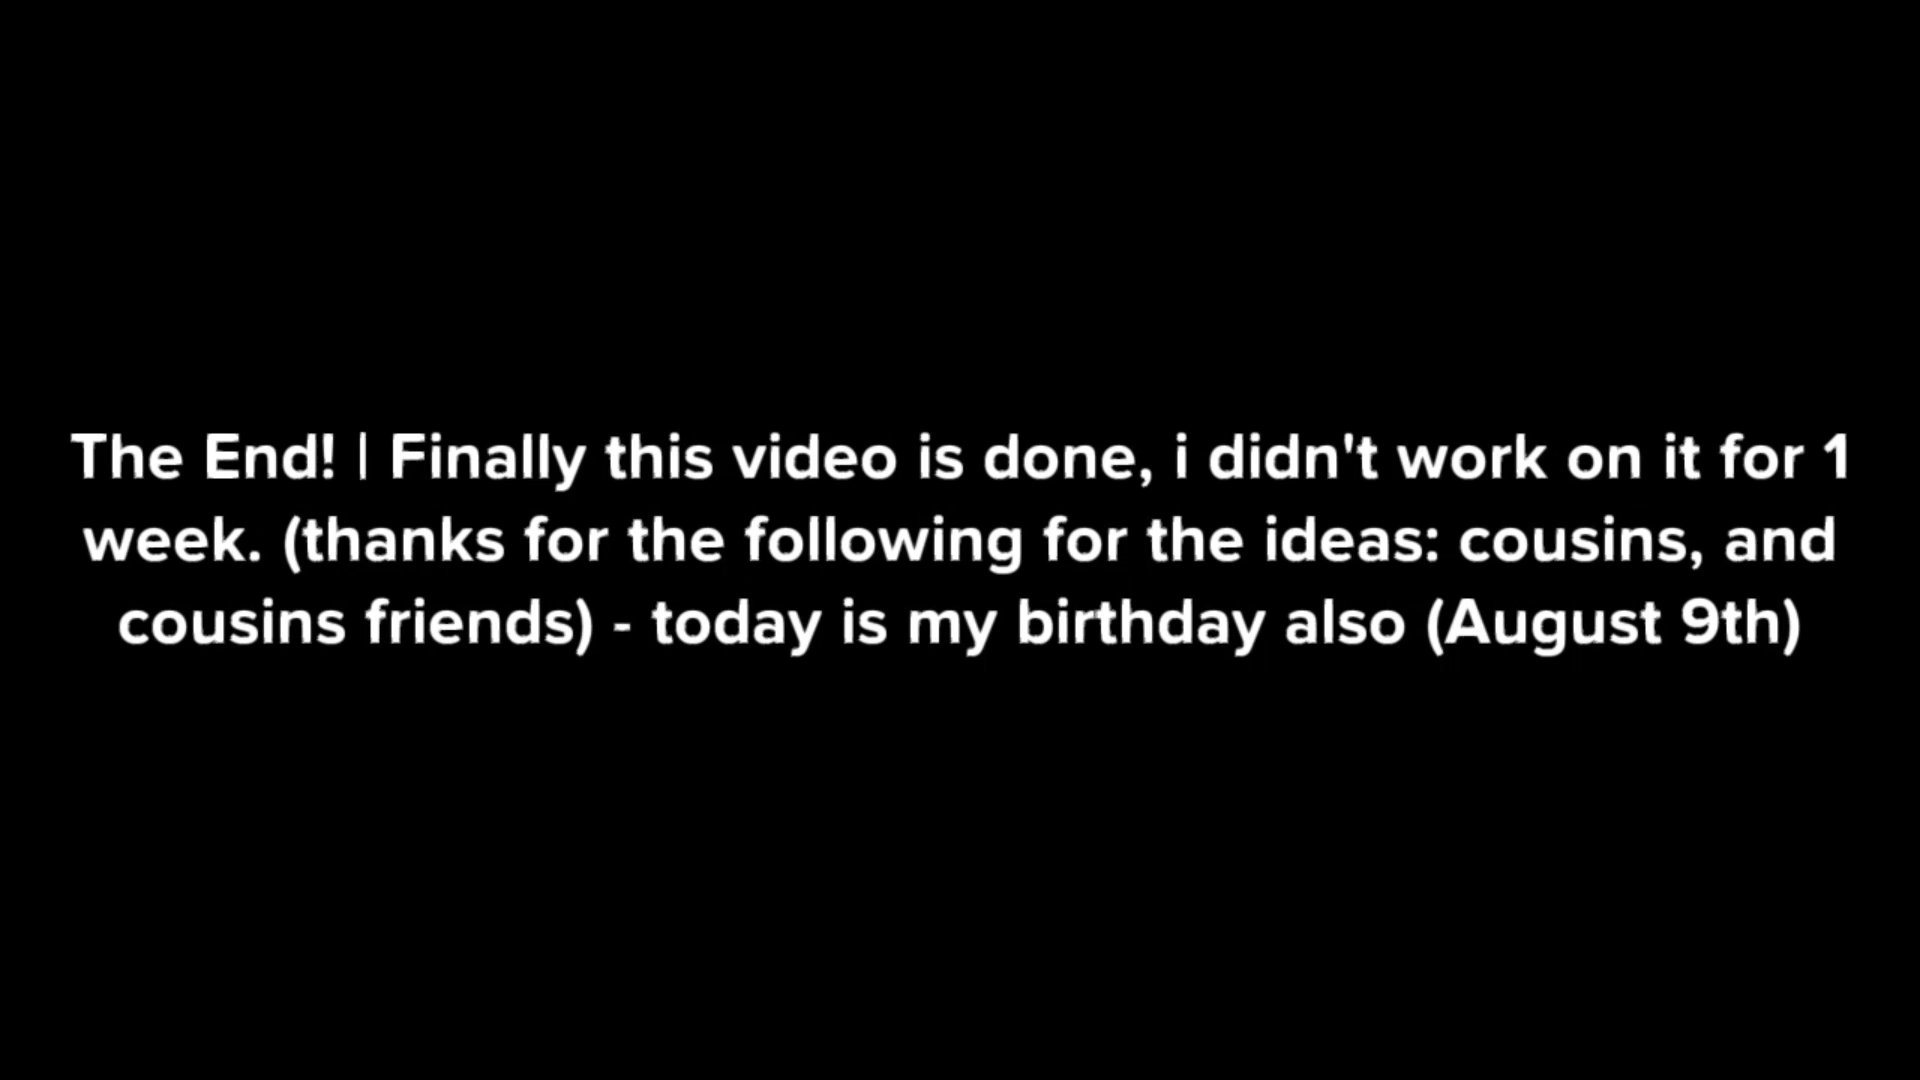 The End! | Finally this video is done, i didn't work on it for 1
week. (thanks for the following for the ideas: cousins, and
cousins friends) - today is my birthday also (August 9th)